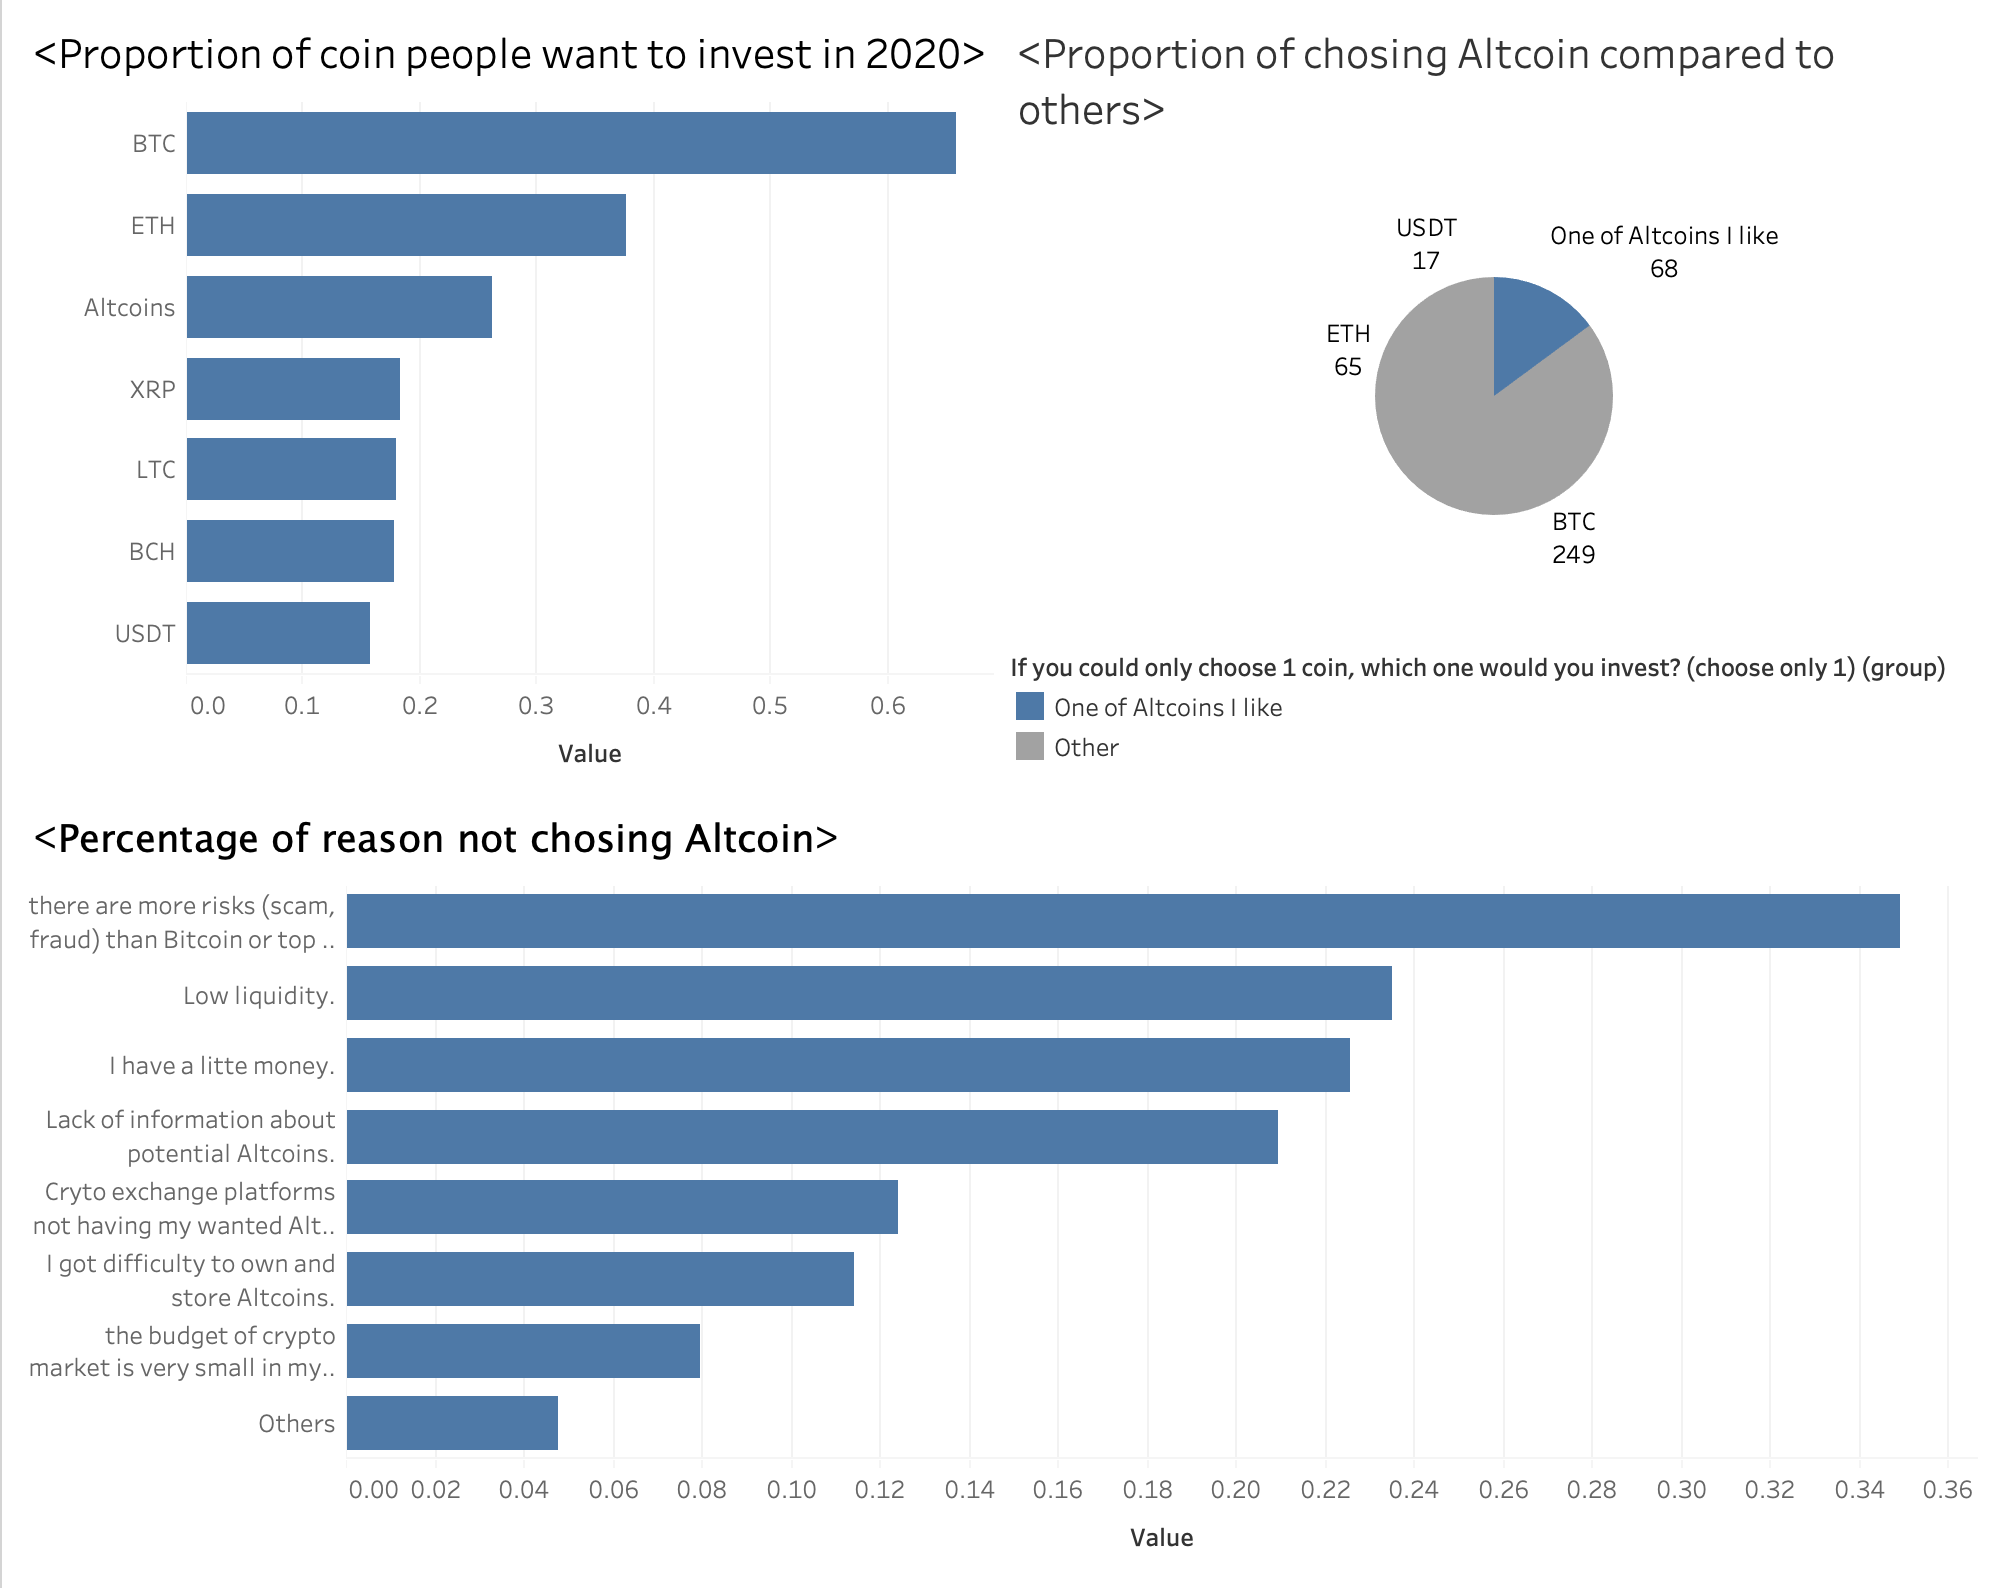 <Proportion of coin people want to invest in 2020>
BTC
ETH
Altcoins
XRP
LTC
BCH
USDT
0.0 0.1 0.2 0.3 0.4 0.5 0.6
Value
<Proportion of chosing Altcoin compared to
others>
USDT
17
One of Altcoins I like
68
ETH
65
BTC
249
If you could only choose 1 coin, which one would you invest? (choose only 1) (group)
One of Altcoins I like
Other
<Percentage of reason not chosing Altcoin>
there are more risks (scam,
fraud) than Bitcoin or top ..
Low liquidity.
I have a litte money.
Lack of information about
potential Altcoins.
Cryto exchange platforms
not having my wanted Alt..
I got difficulty to own and
store Altcoins.
the budget of crypto
market is very small in my..
Others
0.00 0.02 0.04 0.06 0.08 0.10 0.12 0.14 0.16 0.18 0.20 0.22 0.24 0.26 0.28 0.30 0.32 0.34 0.36
Value